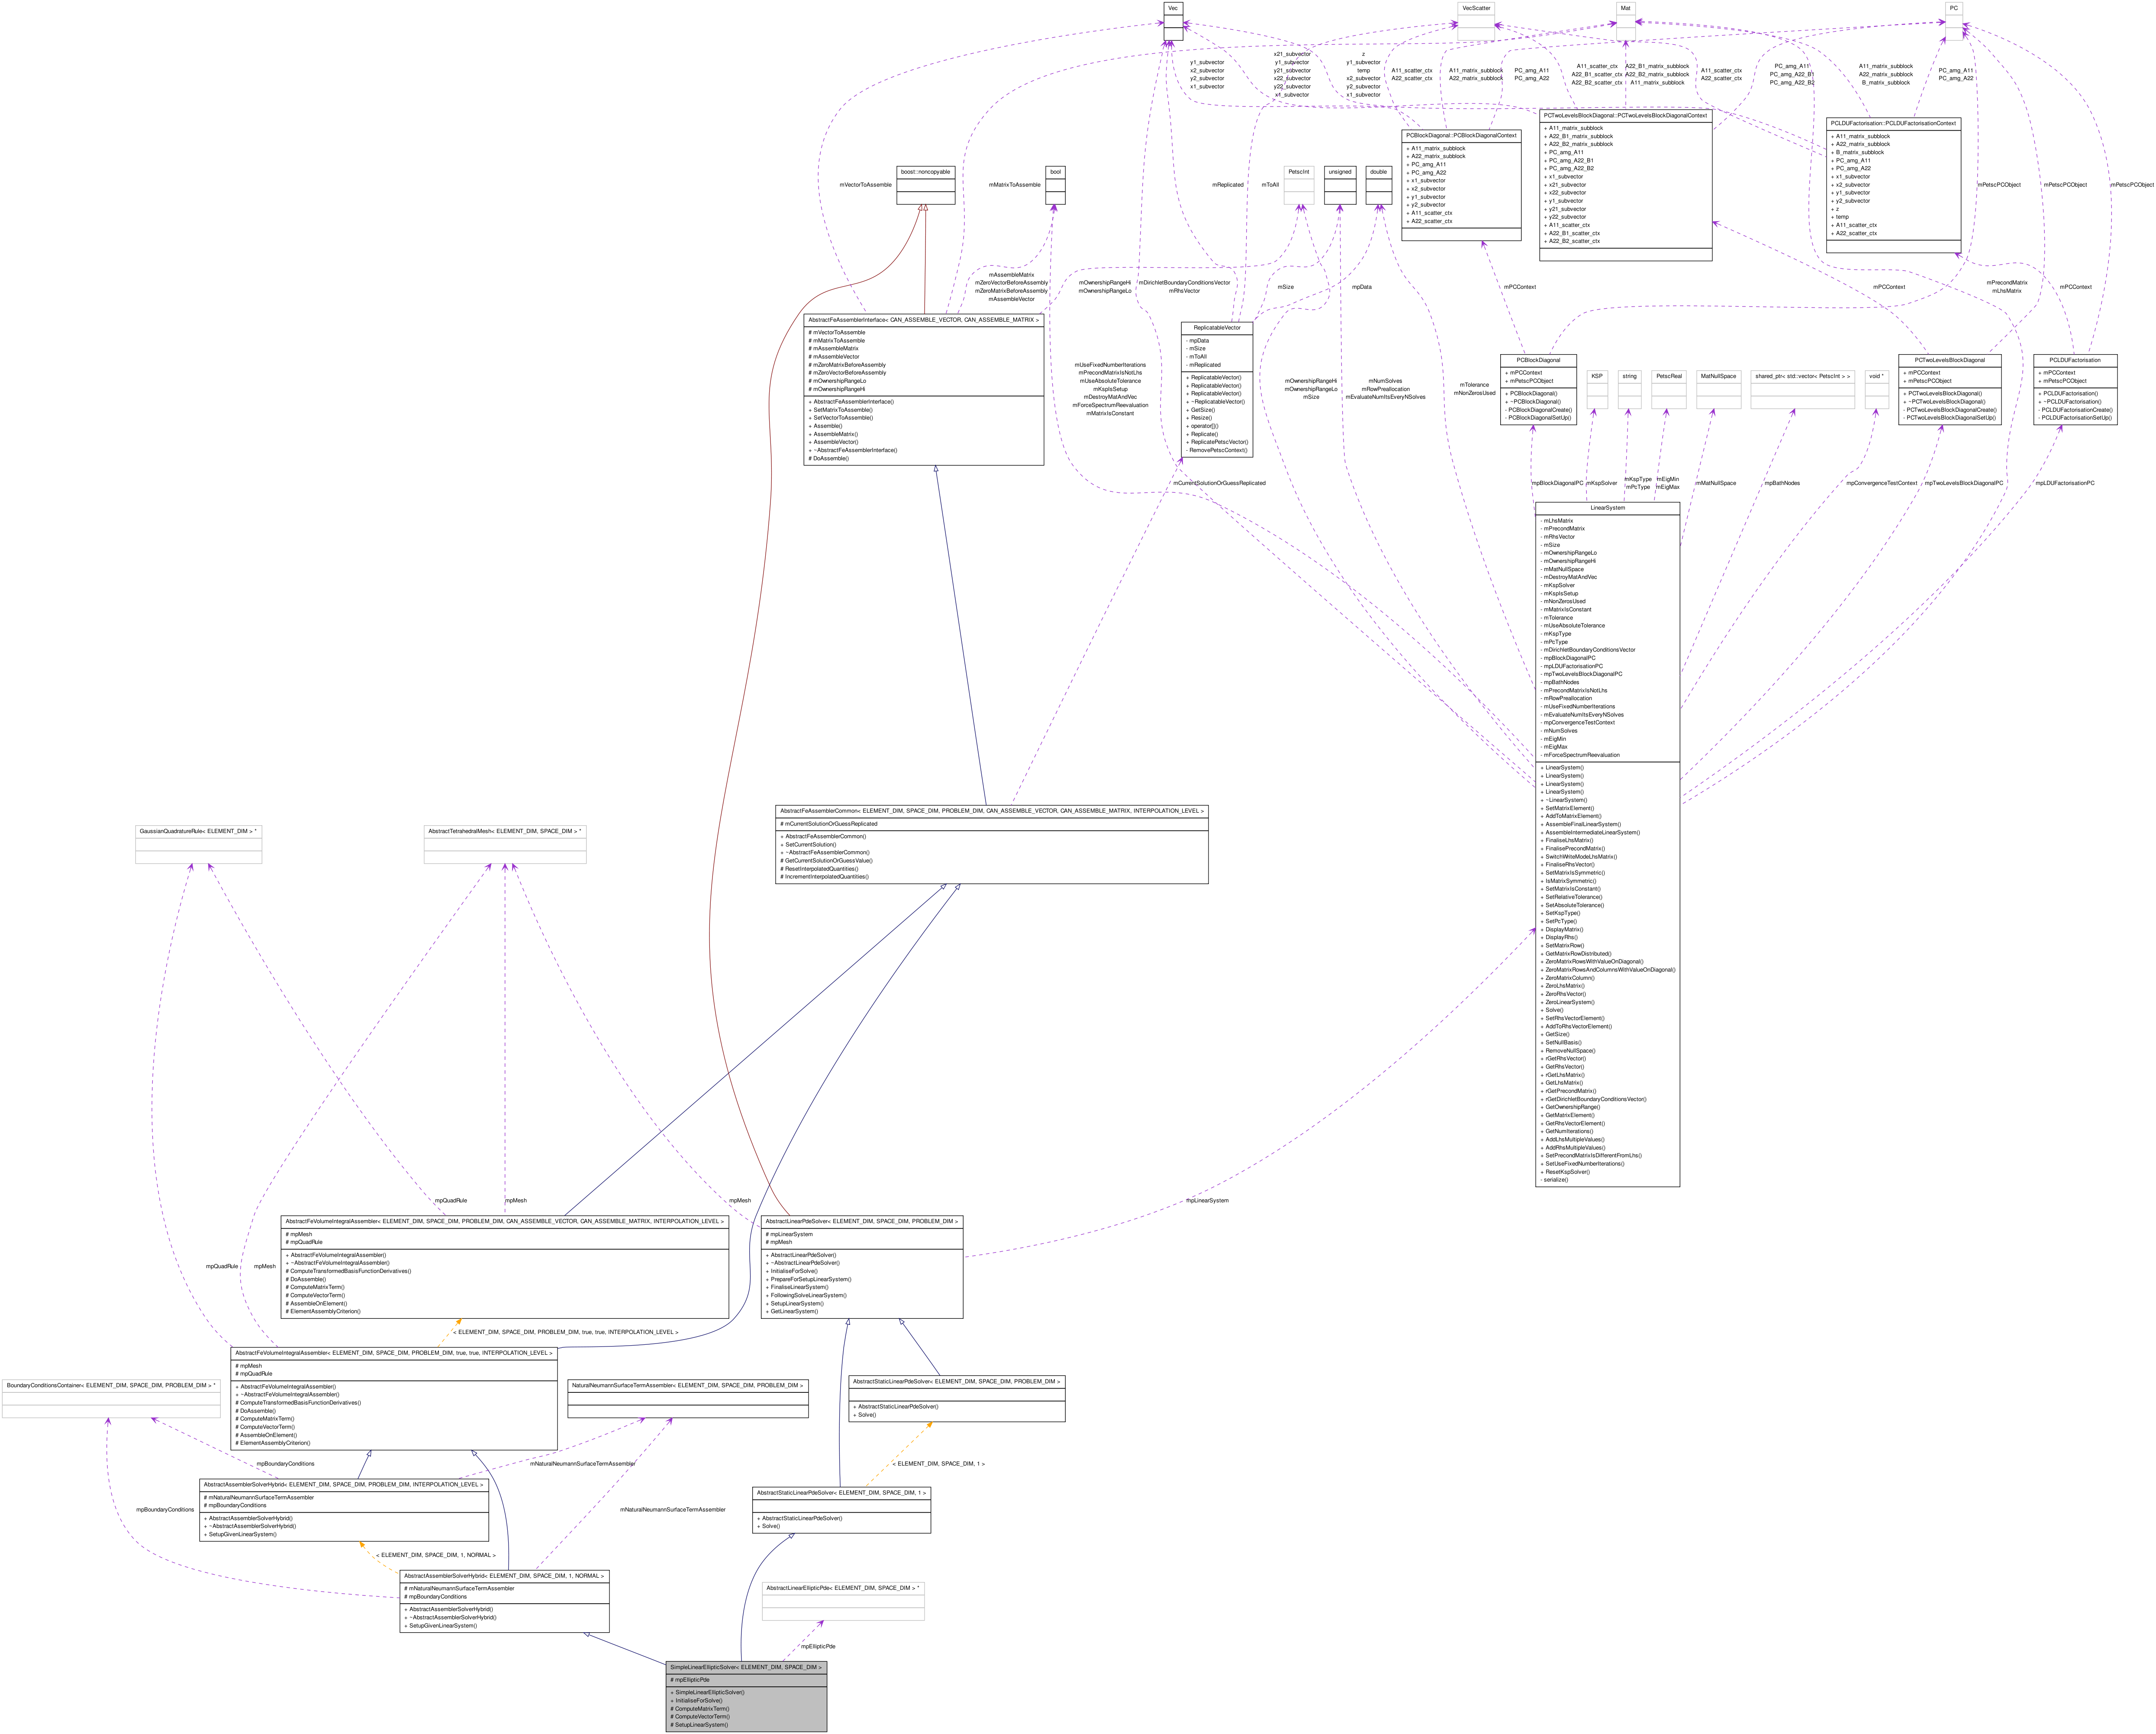 Vec
VecScatter
Mat
PC
y1_subvector
x2_subvector
y2_subvector
x1_subvector
x21_subvector
y1_subvector
y21_subvector
x22_subvector
y22_subvector
x1_subvector
z
y1_subvector
temp
x2_subvector
y2_subvector
x1_subvector
A11_scatter_ctx
A22_scatter_ctx
A11_matrix_subblock
A22_matrix_subblock
PC_amg_A11
PC_amg_A22
A11_scatter_ctx
A22_B1_scatter_ctx
A22_B2_scatter_ctx
A22_B1_matrix_subblock
A22_B2_matrix_subblock
A11_matrix_subblock
A11_scatter_ctx
A22_scatter_ctx
PC_amg_A11
PC_amg_A22_B1
PC_amg_A22_B2
A11_matrix_subblock
A22_matrix_subblock
B_matrix_subblock
PC_amg_A11
PC_amg_A22
PCBlockDiagonal::PCBlockDiagonalContext
+ A11_matrix_subblock
+ A22_matrix_subblock
+ PC_amg_A11
+ PC_amg_A22
+ x1_subvector
+ x2_subvector
+ y1_subvector
+ y2_subvector
+ A11_scatter_ctx
+ A22_scatter_ctx
PCTwoLevelsBlockDiagonal::PCTwoLevelsBlockDiagonalContext
+ A11_matrix_subblock
+ A22_B1_matrix_subblock
+ A22_B2_matrix_subblock
+ PC_amg_A11
+ PC_amg_A22_B1
+ PC_amg_A22_B2
+ x1_subvector
+ x21_subvector
+ x22_subvector
+ y1_subvector
+ y21_subvector
+ y22_subvector
+ A11_scatter_ctx
+ A22_B1_scatter_ctx
+ A22_B2_scatter_ctx
PCLDUFactorisation::PCLDUFactorisationContext
+ A11_matrix_subblock
+ A22_matrix_subblock
+ B_matrix_subblock
+ PC_amg_A11
+ PC_amg_A22
+ x1_subvector
+ x2_subvector
+ y1_subvector
+ y2_subvector
+ z
+ temp
+ A11_scatter_ctx
+ A22_scatter_ctx
boost::noncopyable
bool
PetscInt
unsigned
double
mVectorToAssemble
mMatrixToAssemble
mReplicated
mToAll
mPetscPCObject
mPetscPCObject
mPetscPCObject
mAssembleMatrix
mZeroVectorBeforeAssembly
mZeroMatrixBeforeAssembly
mAssembleVector
mOwnershipRangeHi
mOwnershipRangeLo
mDirichletBoundaryConditionsVector
mRhsVector
mSize
mpData
mPCContext
mPCContext
mPrecondMatrix
mLhsMatrix
mPCContext
AbstractFeAssemblerInterface< CAN_ASSEMBLE_VECTOR, CAN_ASSEMBLE_MATRIX >
# mVectorToAssemble
# mMatrixToAssemble
# mAssembleMatrix
# mAssembleVector
# mZeroMatrixBeforeAssembly
# mZeroVectorBeforeAssembly
# mOwnershipRangeLo
# mOwnershipRangeHi
+ AbstractFeAssemblerInterface()
+ SetMatrixToAssemble()
+ SetVectorToAssemble()
+ Assemble()
+ AssembleMatrix()
+ AssembleVector()
+ ~AbstractFeAssemblerInterface()
# DoAssemble()
ReplicatableVector
- mpData
- mSize
- mToAll
- mReplicated
+ ReplicatableVector()
+ ReplicatableVector()
+ ReplicatableVector()
+ ~ReplicatableVector()
+ GetSize()
+ Resize()
+ operator[]()
+ Replicate()
+ ReplicatePetscVector()
- RemovePetscContext()
PCBlockDiagonal
+ mPCContext
+ mPetscPCObject
+ PCBlockDiagonal()
+ ~PCBlockDiagonal()
- PCBlockDiagonalCreate()
- PCBlockDiagonalSetUp()
KSP
string
PetscReal
MatNullSpace
shared_ptr< std::vector< PetscInt > >
void *
PCTwoLevelsBlockDiagonal
+ mPCContext
+ mPetscPCObject
+ PCTwoLevelsBlockDiagonal()
+ ~PCTwoLevelsBlockDiagonal()
- PCTwoLevelsBlockDiagonalCreate()
- PCTwoLevelsBlockDiagonalSetUp()
PCLDUFactorisation
+ mPCContext
+ mPetscPCObject
+ PCLDUFactorisation()
+ ~PCLDUFactorisation()
- PCLDUFactorisationCreate()
- PCLDUFactorisationSetUp()
mUseFixedNumberIterations
mPrecondMatrixIsNotLhs
mUseAbsoluteTolerance
mKspIsSetup
mDestroyMatAndVec
mForceSpectrumReevaluation
mMatrixIsConstant
mOwnershipRangeHi
mOwnershipRangeLo
mSize
mNumSolves
mRowPreallocation
mEvaluateNumItsEveryNSolves
mTolerance
mNonZerosUsed
mCurrentSolutionOrGuessReplicated
mpBlockDiagonalPC
mKspSolver
mKspType
mPcType
mEigMin
mEigMax
mMatNullSpace
mpBathNodes
mpConvergenceTestContext
mpTwoLevelsBlockDiagonalPC
mpLDUFactorisationPC
LinearSystem
- mLhsMatrix
- mPrecondMatrix
- mRhsVector
- mSize
- mOwnershipRangeLo
- mOwnershipRangeHi
- mMatNullSpace
- mDestroyMatAndVec
- mKspSolver
- mKspIsSetup
- mNonZerosUsed
- mMatrixIsConstant
- mTolerance
- mUseAbsoluteTolerance
- mKspType
- mPcType
- mDirichletBoundaryConditionsVector
- mpBlockDiagonalPC
- mpLDUFactorisationPC
- mpTwoLevelsBlockDiagonalPC
- mpBathNodes
- mPrecondMatrixIsNotLhs
- mRowPreallocation
- mUseFixedNumberIterations
- mEvaluateNumItsEveryNSolves
- mpConvergenceTestContext
- mNumSolves
- mEigMin
- mEigMax
- mForceSpectrumReevaluation
+ LinearSystem()
+ LinearSystem()
+ LinearSystem()
+ LinearSystem()
+ ~LinearSystem()
+ SetMatrixElement()
+ AddToMatrixElement()
+ AssembleFinalLinearSystem()
+ AssembleIntermediateLinearSystem()
+ FinaliseLhsMatrix()
+ FinalisePrecondMatrix()
+ SwitchWriteModeLhsMatrix()
+ FinaliseRhsVector()
+ SetMatrixIsSymmetric()
+ IsMatrixSymmetric()
+ SetMatrixIsConstant()
+ SetRelativeTolerance()
+ SetAbsoluteTolerance()
+ SetKspType()
+ SetPcType()
+ DisplayMatrix()
+ DisplayRhs()
+ SetMatrixRow()
+ GetMatrixRowDistributed()
+ ZeroMatrixRowsWithValueOnDiagonal()
+ ZeroMatrixRowsAndColumnsWithValueOnDiagonal()
+ ZeroMatrixColumn()
+ ZeroLhsMatrix()
+ ZeroRhsVector()
+ ZeroLinearSystem()
+ Solve()
+ SetRhsVectorElement()
+ AddToRhsVectorElement()
+ GetSize()
+ SetNullBasis()
+ RemoveNullSpace()
+ rGetRhsVector()
+ GetRhsVector()
+ rGetLhsMatrix()
+ GetLhsMatrix()
+ rGetPrecondMatrix()
+ rGetDirichletBoundaryConditionsVector()
+ GetOwnershipRange()
+ GetMatrixElement()
+ GetRhsVectorElement()
+ GetNumIterations()
+ AddLhsMultipleValues()
+ AddRhsMultipleValues()
+ SetPrecondMatrixIsDifferentFromLhs()
+ SetUseFixedNumberIterations()
+ ResetKspSolver()
- serialize()
AbstractFeAssemblerCommon< ELEMENT_DIM, SPACE_DIM, PROBLEM_DIM, CAN_ASSEMBLE_VECTOR, CAN_ASSEMBLE_MATRIX, INTERPOLATION_LEVEL >
# mCurrentSolutionOrGuessReplicated
+ AbstractFeAssemblerCommon()
+ SetCurrentSolution()
+ ~AbstractFeAssemblerCommon()
# GetCurrentSolutionOrGuessValue()
# ResetInterpolatedQuantities()
# IncrementInterpolatedQuantities()
GaussianQuadratureRule< ELEMENT_DIM > *
AbstractTetrahedralMesh< ELEMENT_DIM, SPACE_DIM > *
mpQuadRule
mpMesh
mpMesh
mpLinearSystem
AbstractFeVolumeIntegralAssembler< ELEMENT_DIM, SPACE_DIM, PROBLEM_DIM, CAN_ASSEMBLE_VECTOR, CAN_ASSEMBLE_MATRIX, INTERPOLATION_LEVEL >
# mpMesh
# mpQuadRule
+ AbstractFeVolumeIntegralAssembler()
+ ~AbstractFeVolumeIntegralAssembler()
# ComputeTransformedBasisFunctionDerivatives()
# DoAssemble()
# ComputeMatrixTerm()
# ComputeVectorTerm()
# AssembleOnElement()
# ElementAssemblyCriterion()
AbstractLinearPdeSolver< ELEMENT_DIM, SPACE_DIM, PROBLEM_DIM >
# mpLinearSystem
# mpMesh
+ AbstractLinearPdeSolver()
+ ~AbstractLinearPdeSolver()
+ InitialiseForSolve()
+ PrepareForSetupLinearSystem()
+ FinaliseLinearSystem()
+ FollowingSolveLinearSystem()
+ SetupLinearSystem()
+ GetLinearSystem()
mpQuadRule
mpMesh
< ELEMENT_DIM, SPACE_DIM, PROBLEM_DIM, true, true, INTERPOLATION_LEVEL >
AbstractFeVolumeIntegralAssembler< ELEMENT_DIM, SPACE_DIM, PROBLEM_DIM, true, true, INTERPOLATION_LEVEL >
# mpMesh
# mpQuadRule
+ AbstractFeVolumeIntegralAssembler()
+ ~AbstractFeVolumeIntegralAssembler()
# ComputeTransformedBasisFunctionDerivatives()
# DoAssemble()
# ComputeMatrixTerm()
# ComputeVectorTerm()
# AssembleOnElement()
# ElementAssemblyCriterion()
BoundaryConditionsContainer< ELEMENT_DIM, SPACE_DIM, PROBLEM_DIM > *
NaturalNeumannSurfaceTermAssembler< ELEMENT_DIM, SPACE_DIM, PROBLEM_DIM >
AbstractStaticLinearPdeSolver< ELEMENT_DIM, SPACE_DIM, PROBLEM_DIM >
+ AbstractStaticLinearPdeSolver()
+ Solve()
mpBoundaryConditions
mNaturalNeumannSurfaceTermAssembler
< ELEMENT_DIM, SPACE_DIM, 1 >
AbstractAssemblerSolverHybrid< ELEMENT_DIM, SPACE_DIM, PROBLEM_DIM, INTERPOLATION_LEVEL >
# mNaturalNeumannSurfaceTermAssembler
# mpBoundaryConditions
+ AbstractAssemblerSolverHybrid()
+ ~AbstractAssemblerSolverHybrid()
+ SetupGivenLinearSystem()
AbstractStaticLinearPdeSolver< ELEMENT_DIM, SPACE_DIM, 1 >
+ AbstractStaticLinearPdeSolver()
+ Solve()
mpBoundaryConditions
mNaturalNeumannSurfaceTermAssembler
< ELEMENT_DIM, SPACE_DIM, 1, NORMAL >
AbstractAssemblerSolverHybrid< ELEMENT_DIM, SPACE_DIM, 1, NORMAL >
# mNaturalNeumannSurfaceTermAssembler
# mpBoundaryConditions
+ AbstractAssemblerSolverHybrid()
+ ~AbstractAssemblerSolverHybrid()
+ SetupGivenLinearSystem()
AbstractLinearEllipticPde< ELEMENT_DIM, SPACE_DIM > *
mpEllipticPde
SimpleLinearEllipticSolver< ELEMENT_DIM, SPACE_DIM >
# mpEllipticPde
+ SimpleLinearEllipticSolver()
+ InitialiseForSolve()
# ComputeMatrixTerm()
# ComputeVectorTerm()
# SetupLinearSystem()